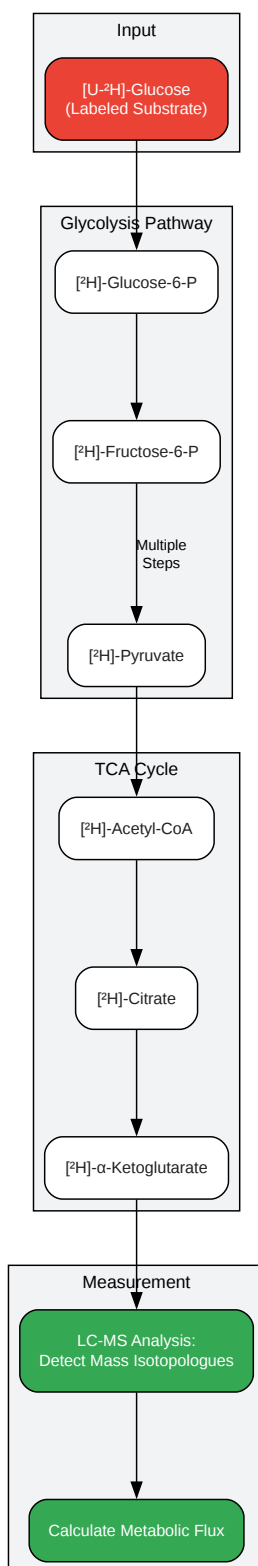 Input
[U-²H]-Glucose
(Labeled Substrate)
Glycolysis Pathway
[²H]-Glucose-6-P
[²H]-Fructose-6-P
Multiple
Steps
[²H]-Pyruvate
TCA Cycle
[²H]-Acetyl-CoA
[²H]-Citrate
[²H]-α-Ketoglutarate
Measurement
LC-MS Analysis:
Detect Mass Isotopologues
Calculate Metabolic Flux